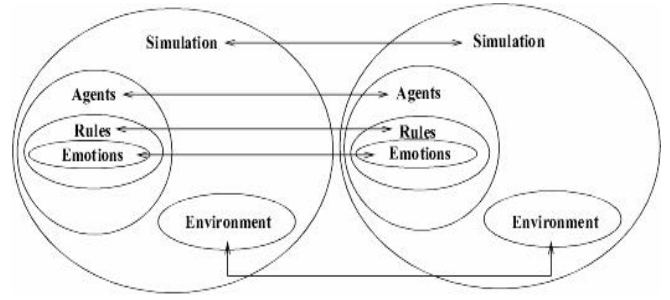 Simulation Simulation
Agents Agents
Rules Rules
Emotions Emotions
Environment Environment